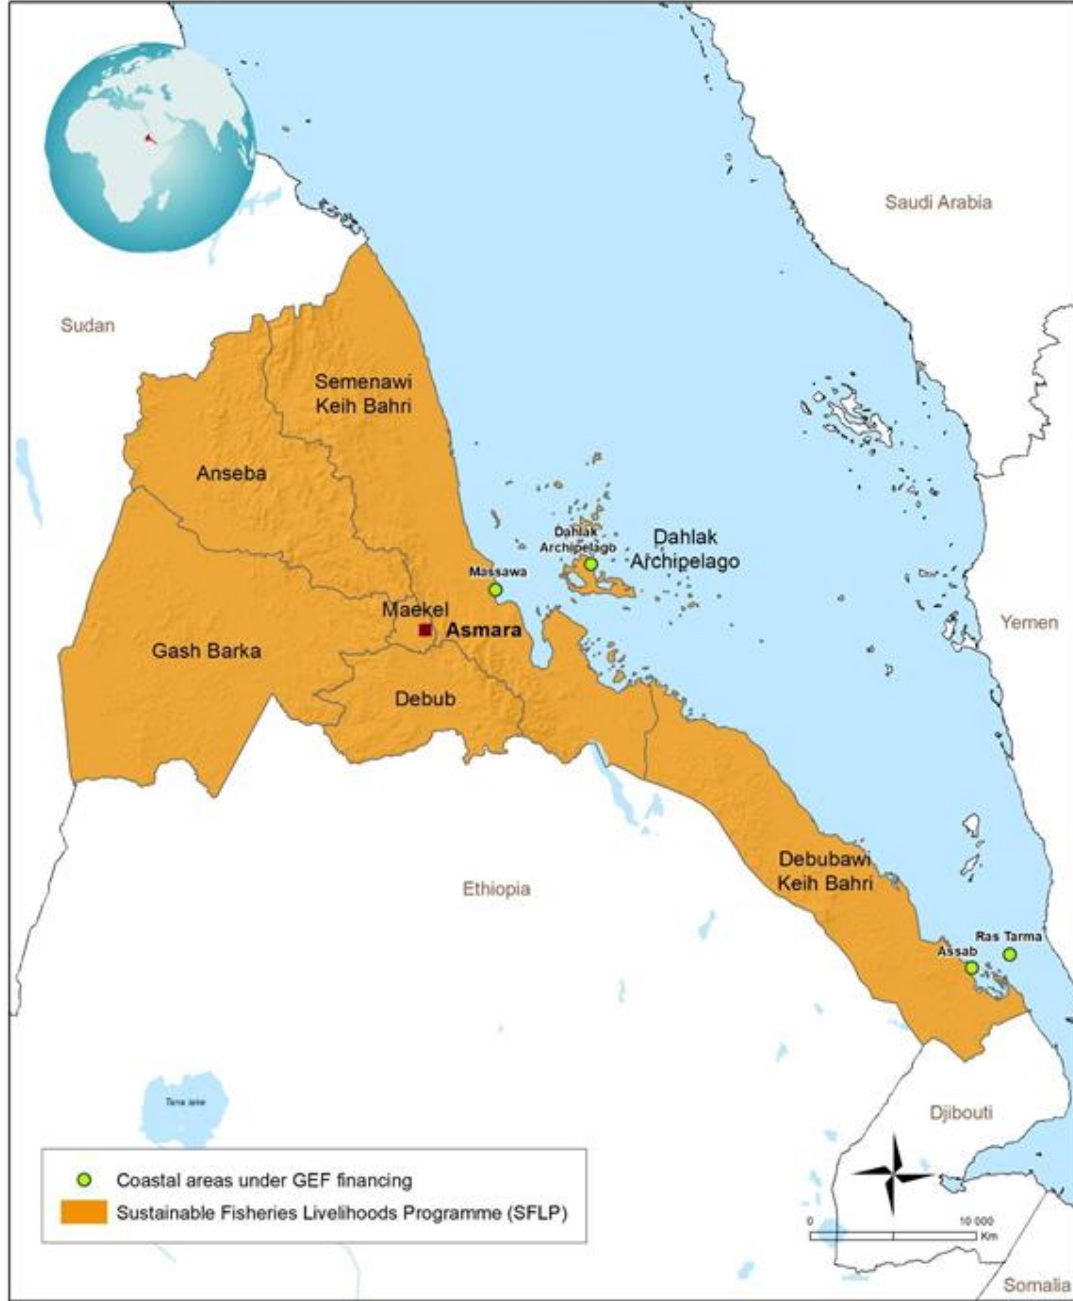 Saudi Arabia
Sudan
Semenawi
Keih Bahri
Anseba
Dahlak
Archipelago
Dahlak
Archipelago
Massawa
Maekel
Asmara
Yemen
Gash Barka
Debub
Debubawi
Keih Bahri
Ethiopia
Ras Tarma
Assab
Tana lake
Djibouti
Coastal areas under GEF financing
Sustainable Fisheries Livelihoods Programme (SFLP)
0 10 000
Km
Somalia